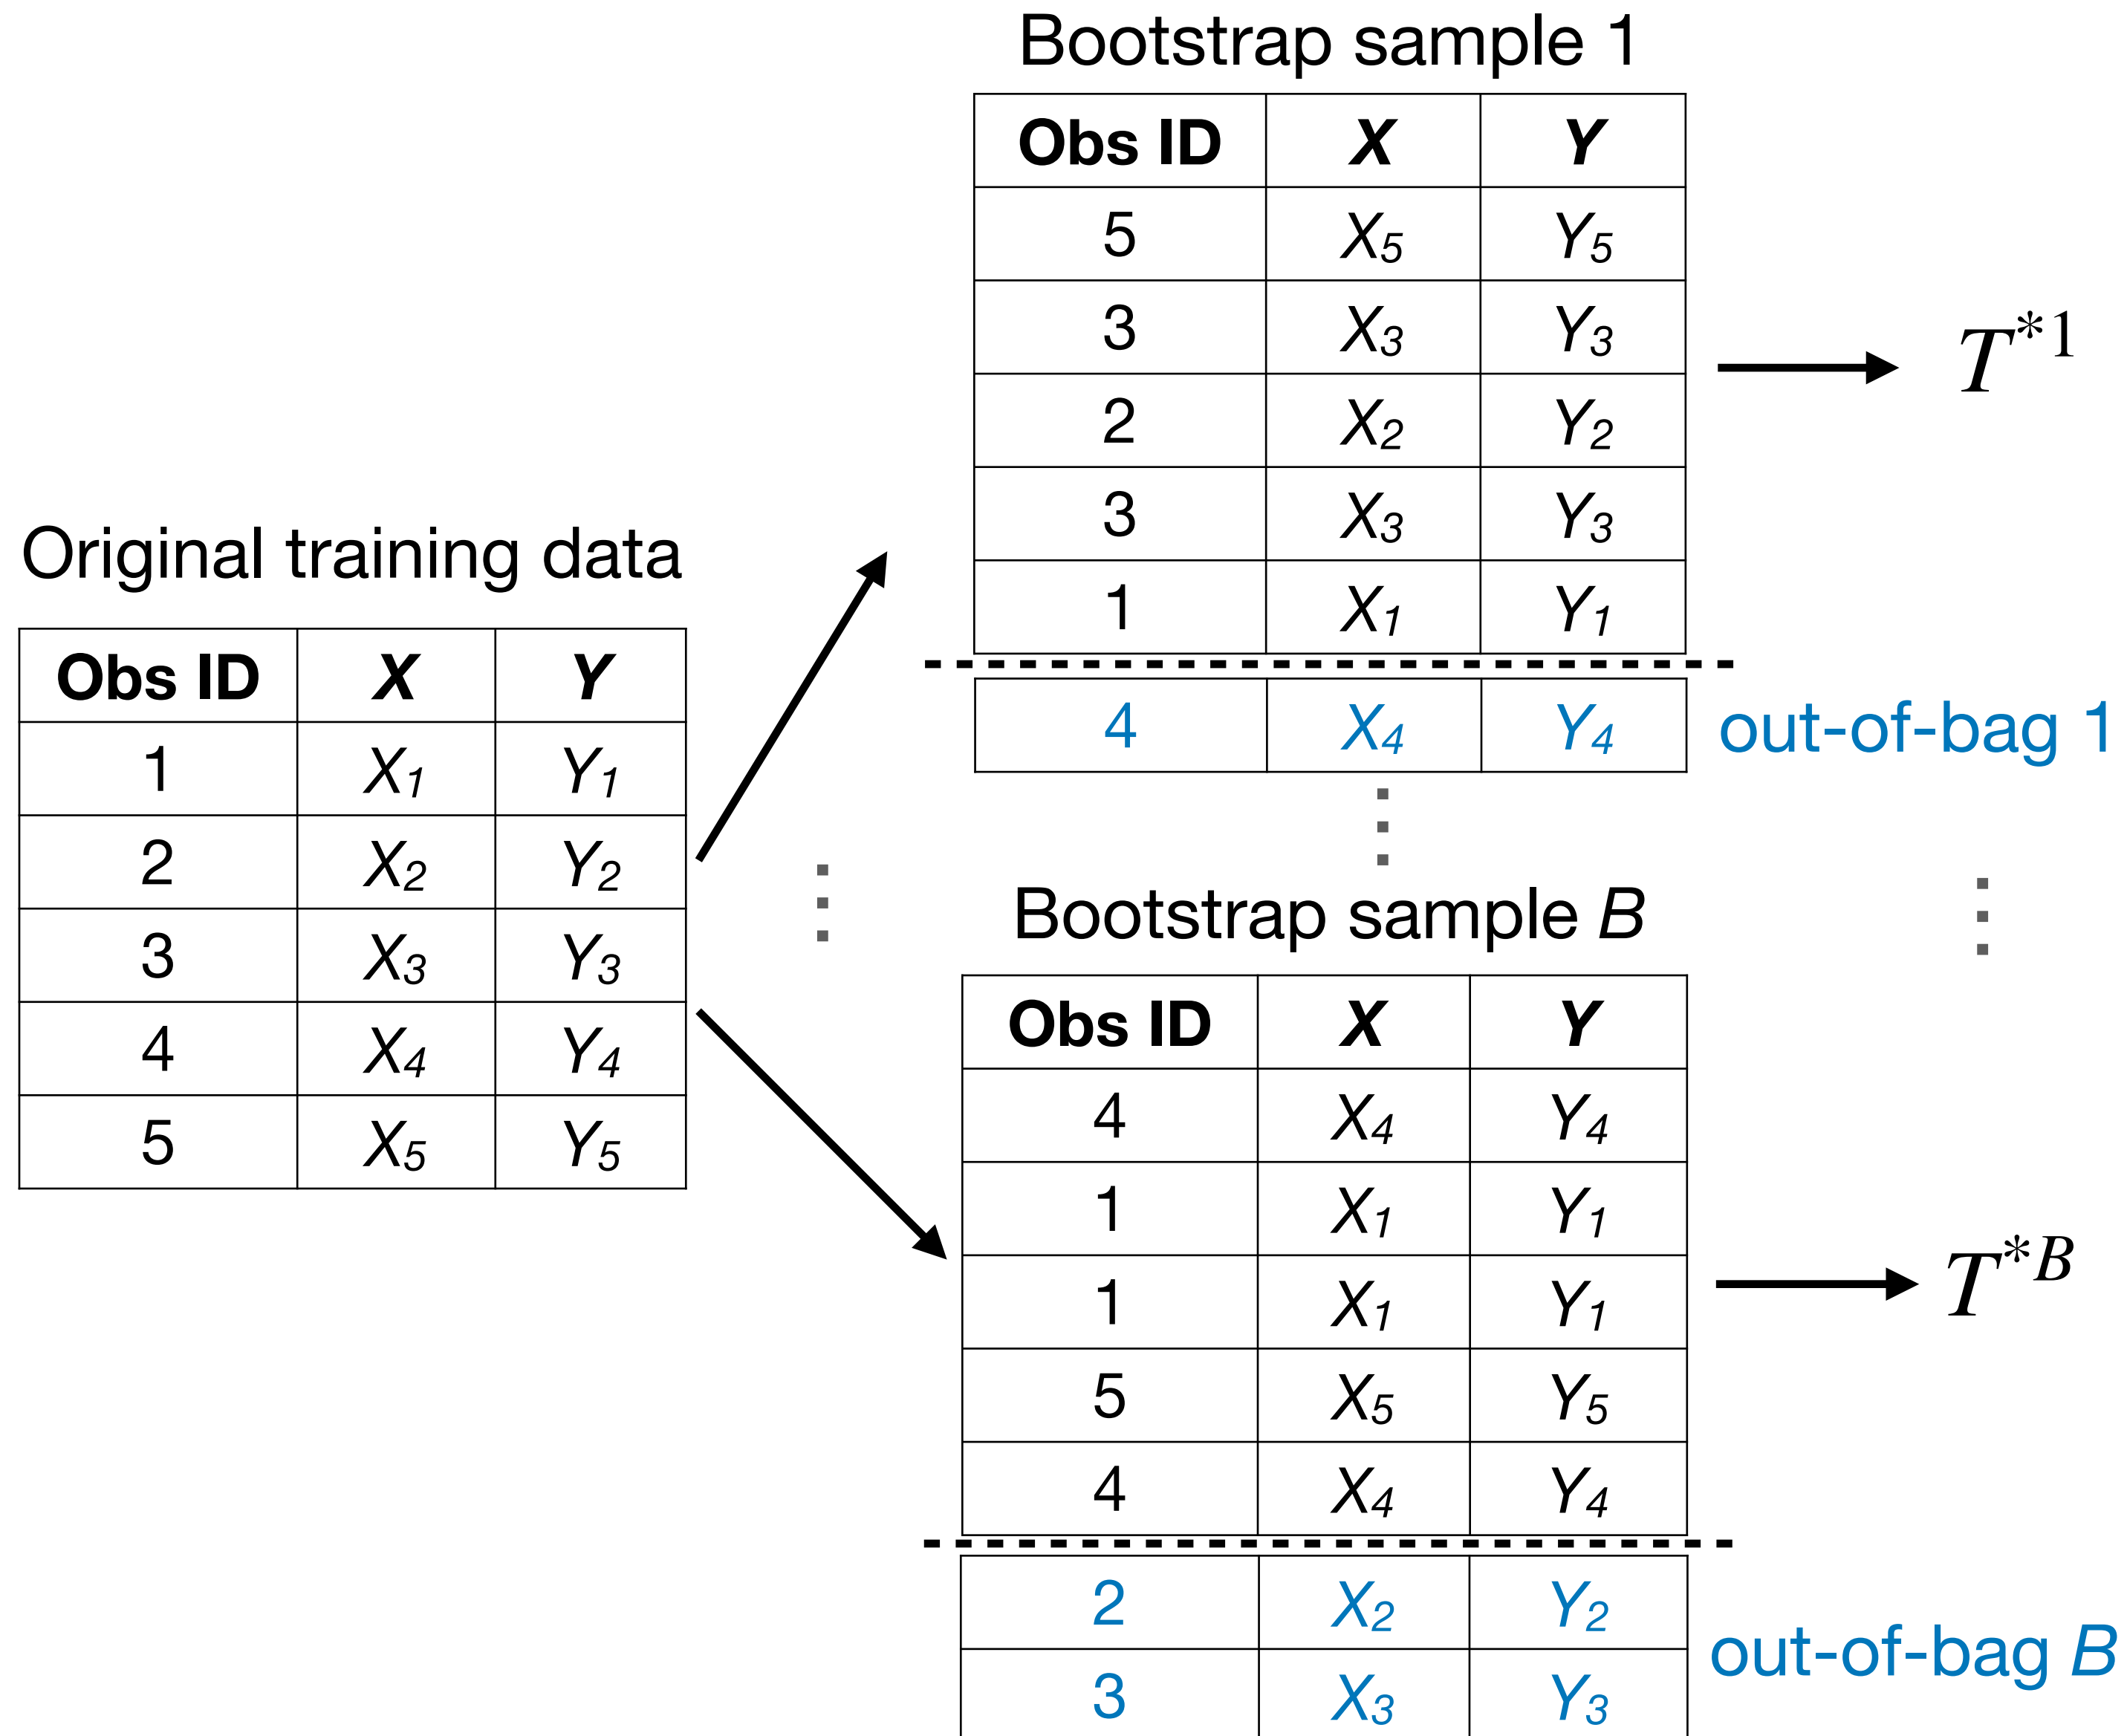 Original training data
Obs ID X Y
1 X1 Y1
2 X2 Y2
3 X3 Y3
4 X4 Y4
5 X5 Y5
Bootstrap sample 1
Obs ID X Y
5 X5 Y5
3 X3 Y3
2 X2 Y2
3 X3 Y3
1 X1 Y1
4 X4 Y4 out-of-bag 1
T*1
Bootstrap sample B
Obs ID X Y
4 X4 Y4
1 X1 Y1
1 X1 Y1
5 X5 Y5
4 X4 Y4
2 X2 Y2
3 X3 Y3
out-of-bag B
T*B